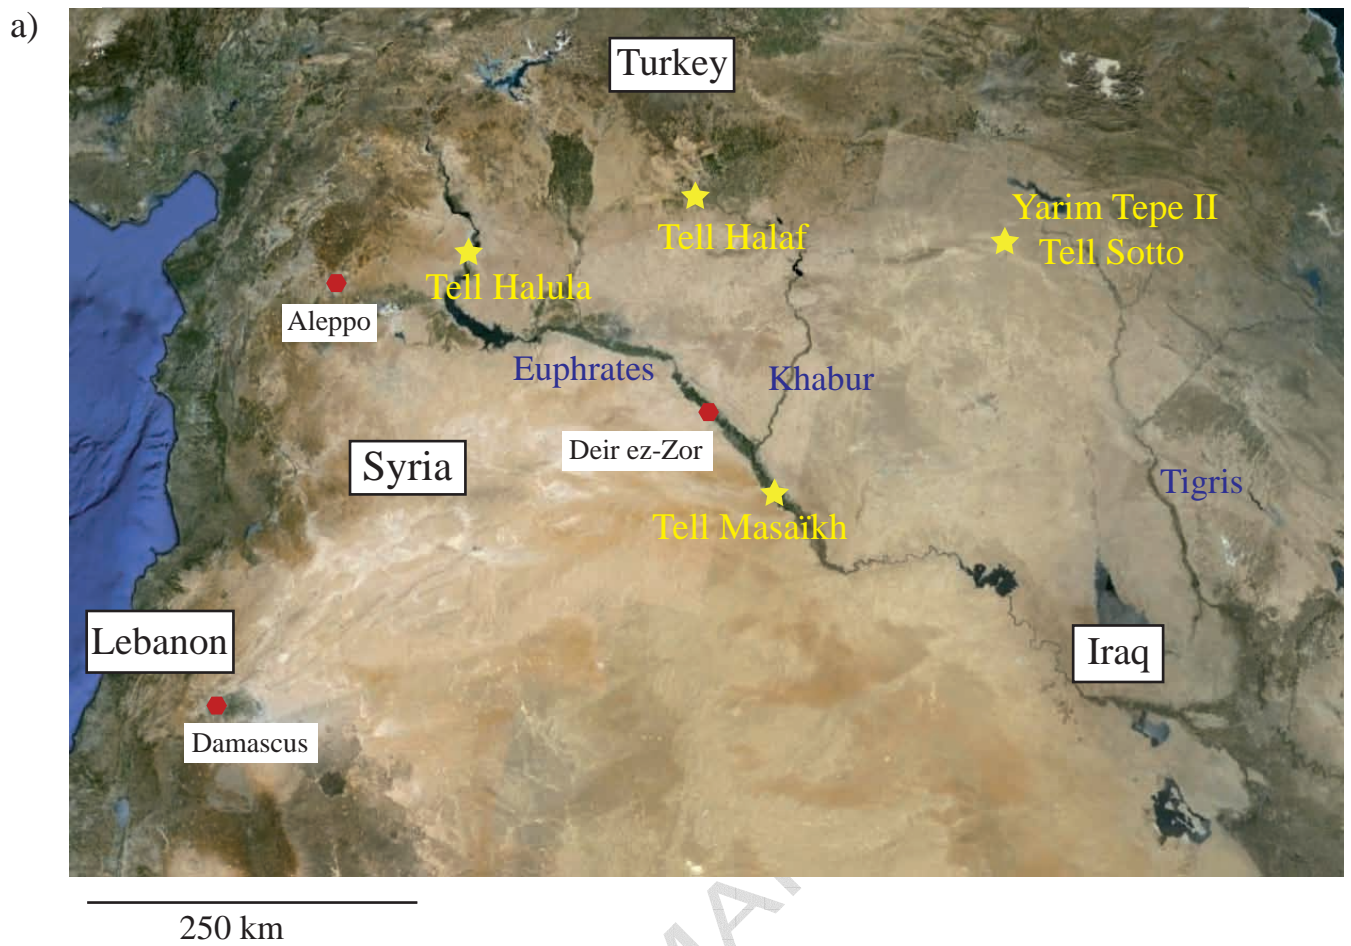 a)
Turkey
Yarim Tepe II
Tell Sotto
Tell Halaf
Tell Halula
Aleppo
Euphrates
Khabur
Deir ez-Zor
Syria
Tigris
Tell Masaïkh
Lebanon
Iraq
Damascus
250 km